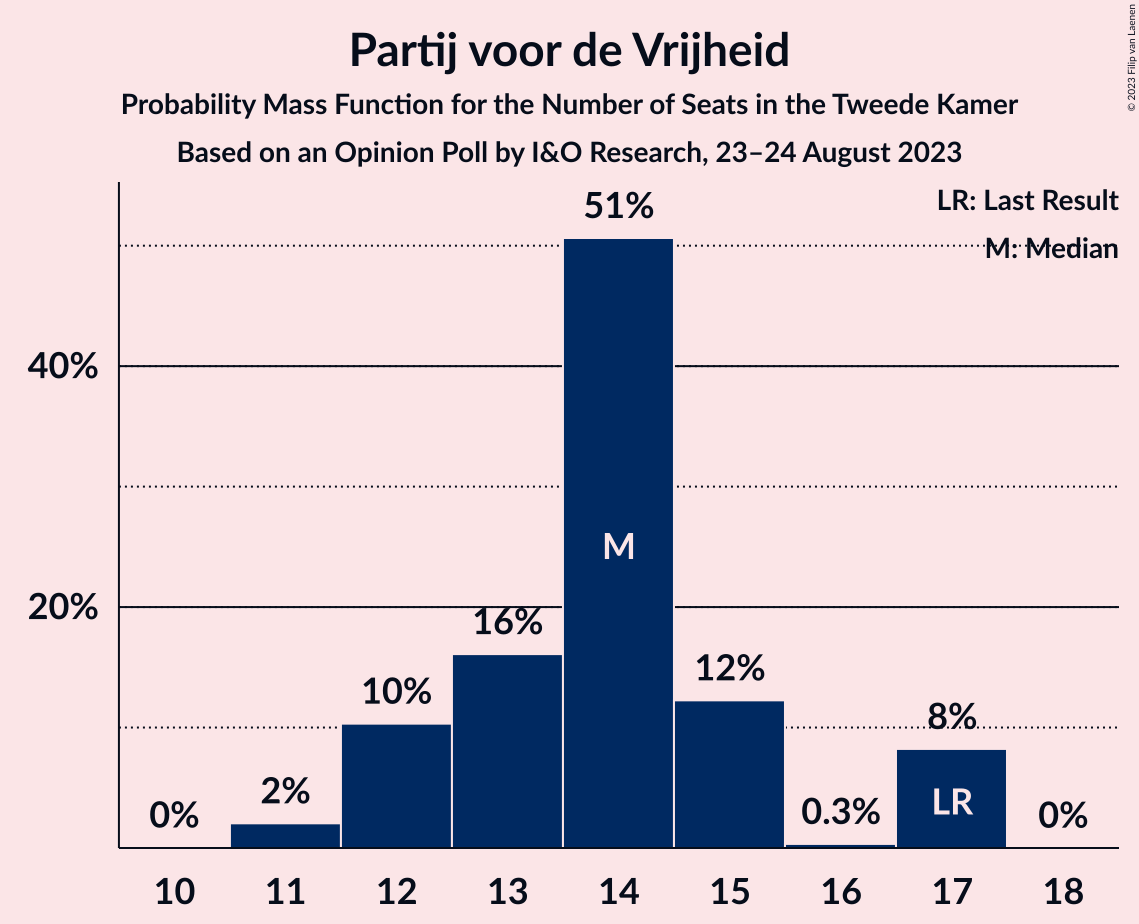 Partij voor de Vrijheid
Probability Mass Function for the Number of Seats in the Tweede Kamer
Based on an Opinion Poll by I&O Research, 23–24 August 2023
© 2023 Filip van Laenen
LR: Last Result
M: Median
51%
40%
M
20%
16%
12%
10%
8%
2%
LR
0%
0.3%
0%
10 11 12 13 14 15 16 17 18